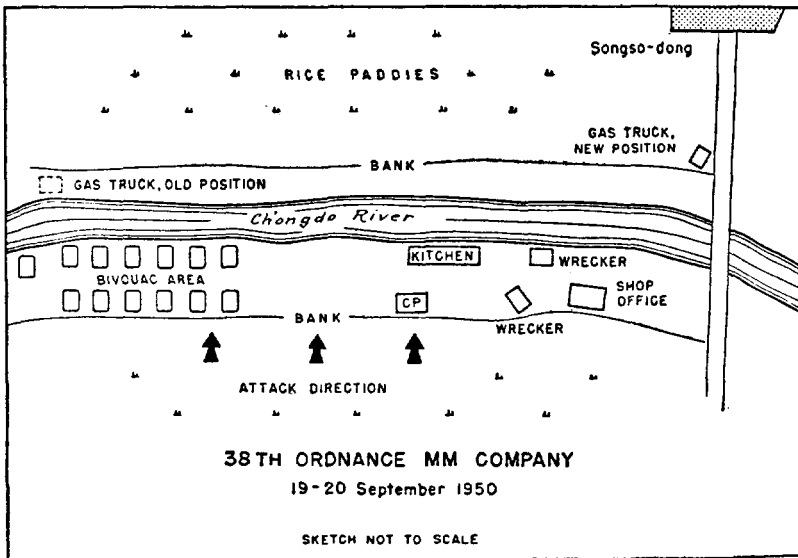 Songso-dong
RICE PADDIES
GAS TRUCK,
NEW POSITION
BANK
GAS TRUCK, OLD POSITION
Ch'ongdo River
KITCHEN
WRECKER
BIVOUAC AREA
SHOP
OFFICE
CP
BANK
WRECKER
ATTACK DIRECTION
38TH ORDNANCE MM COMPANY
19-20 September 1950
SKETCH NOT TO SCALE